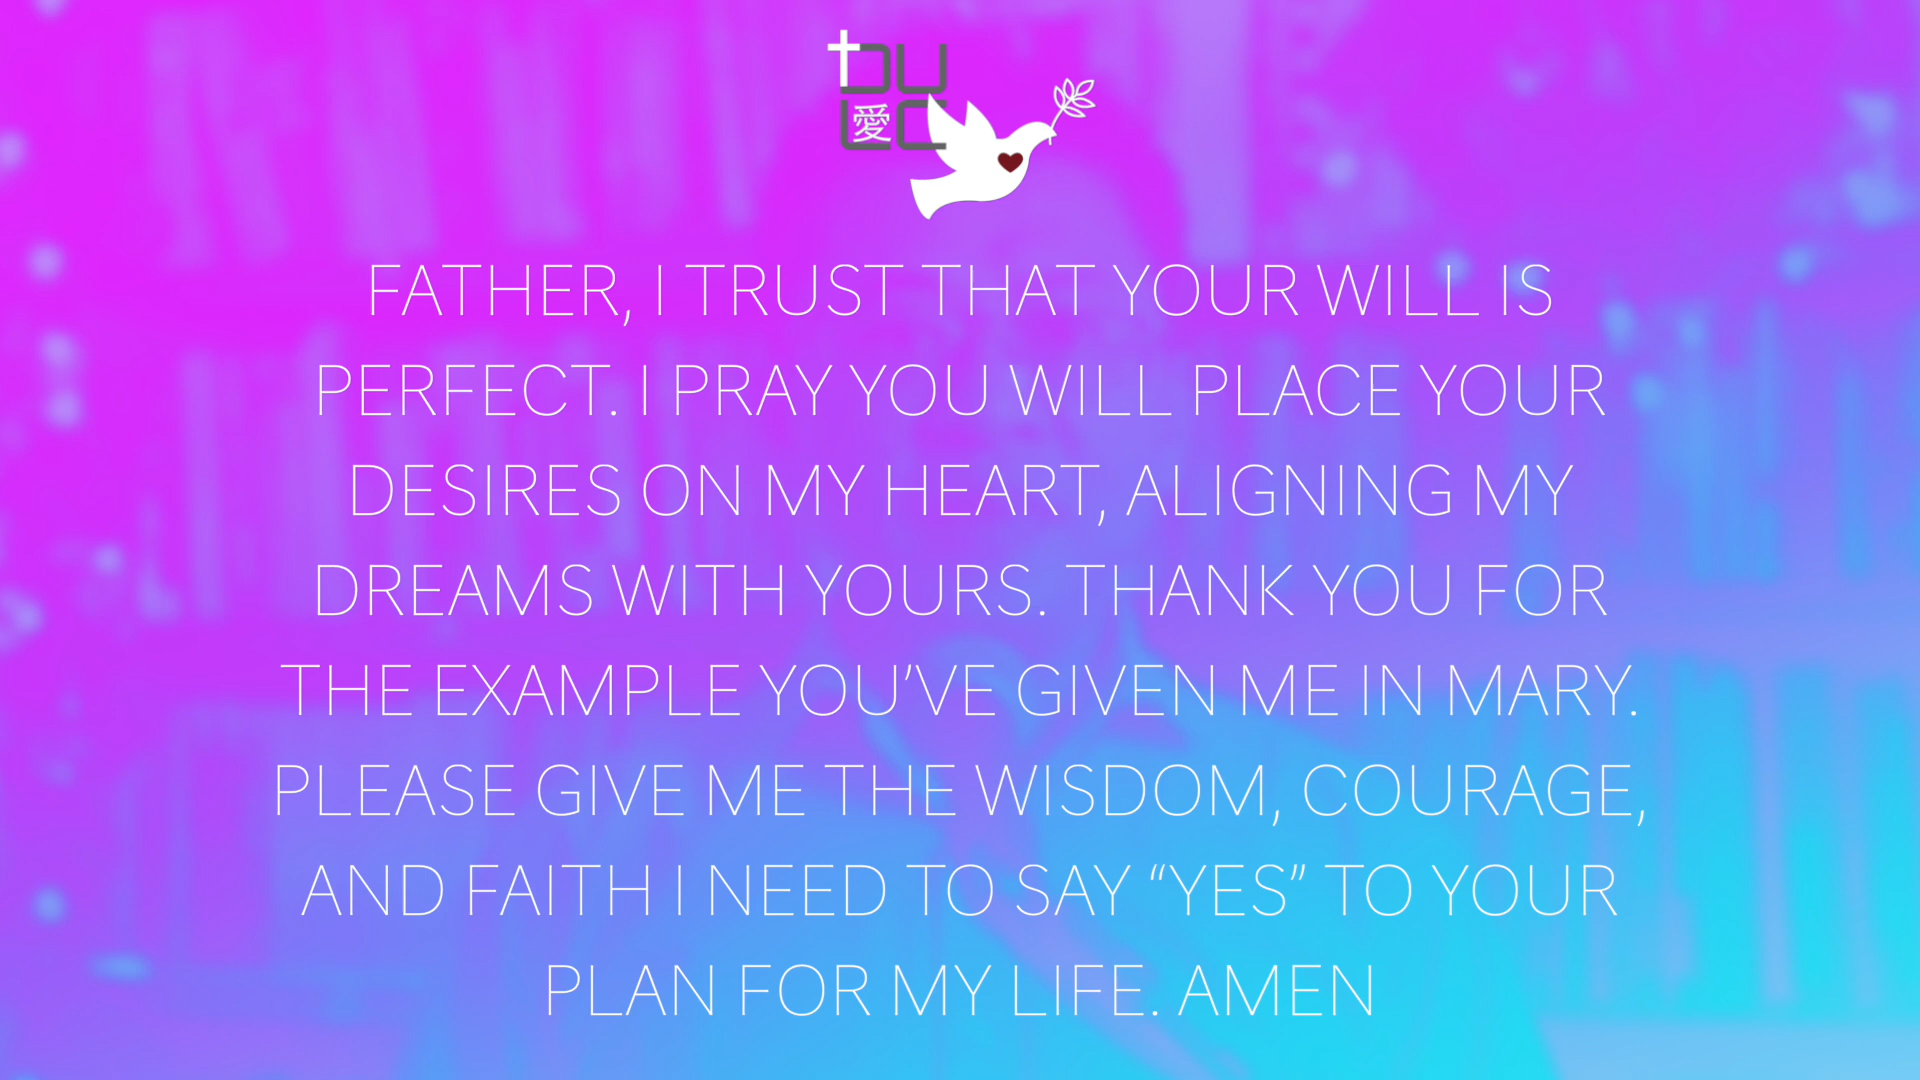 DU
愛 LC
FATHER, I TRUST THAT YOUR WILL IS
PERFECT. I PRAY YOU WILL PLACE YOUR
DESIRES ON MY HEART, ALIGNING MY
DREAMS WITH YOURS. THANK YOU FOR
THE EXAMPLE YOU’VE GIVEN ME IN MARY.
PLEASE GIVE ME THE WISDOM, COURAGE,
AND FAITH I NEED TO SAY “YES” TO YOUR
PLAN FOR MY LIFE. AMEN